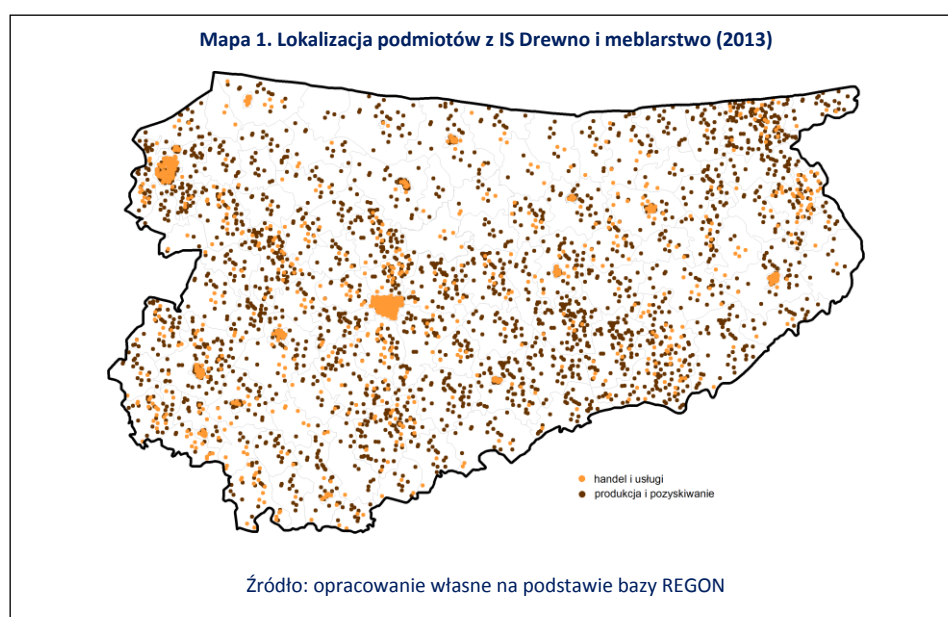 Mapa 1. Lokalizacja podmiotów z IS Drewno i meblarstwo (2013)
handel i usługi
produkcja i pozyskiwanie
Źródło: opracowanie własne na podstawie bazy REGON